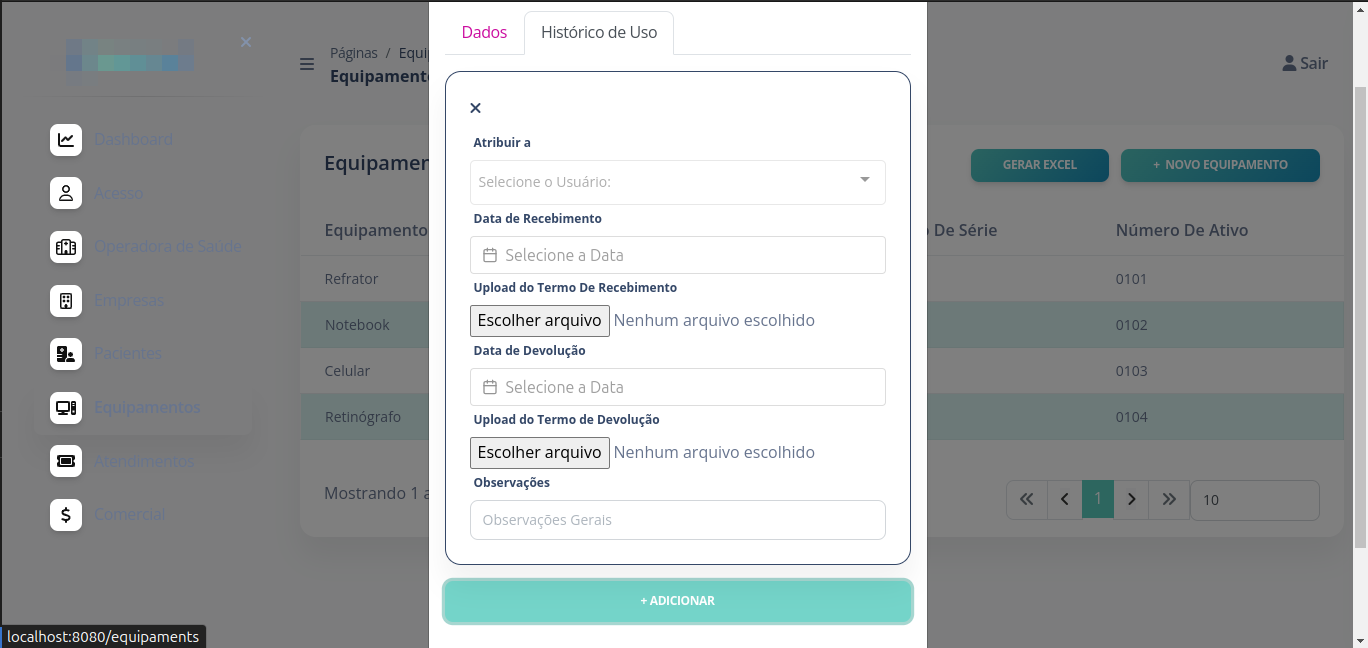 Dados
Histórico de Uso
Páginas / Equi
Equipament
Sair
Dashboard
Acesso
Operadora de Saúde
Empresas
Pacientes
Equipamentos
Atendimentos
Comercial
Equipamen
GERAR EXCEL
+ NOVO EQUIPAMENTO
Equipamento
De Série
Número De Ativo
Refrator
0101
Notebook
0102
Celular
0103
Retinógrafo
0104
Mostrando 1 a
1
10
×
Atribuir a
Selecione o Usuário:
Data de Recebimento
Selecione a Data
Upload do Termo De Recebimento
Escolher arquivo Nenhum arquivo escolhido
Data de Devolução
Selecione a Data
Upload do Termo de Devolução
Escolher arquivo Nenhum arquivo escolhido
Observações
Observações Gerais
+ ADICIONAR
localhost:8080/equipaments